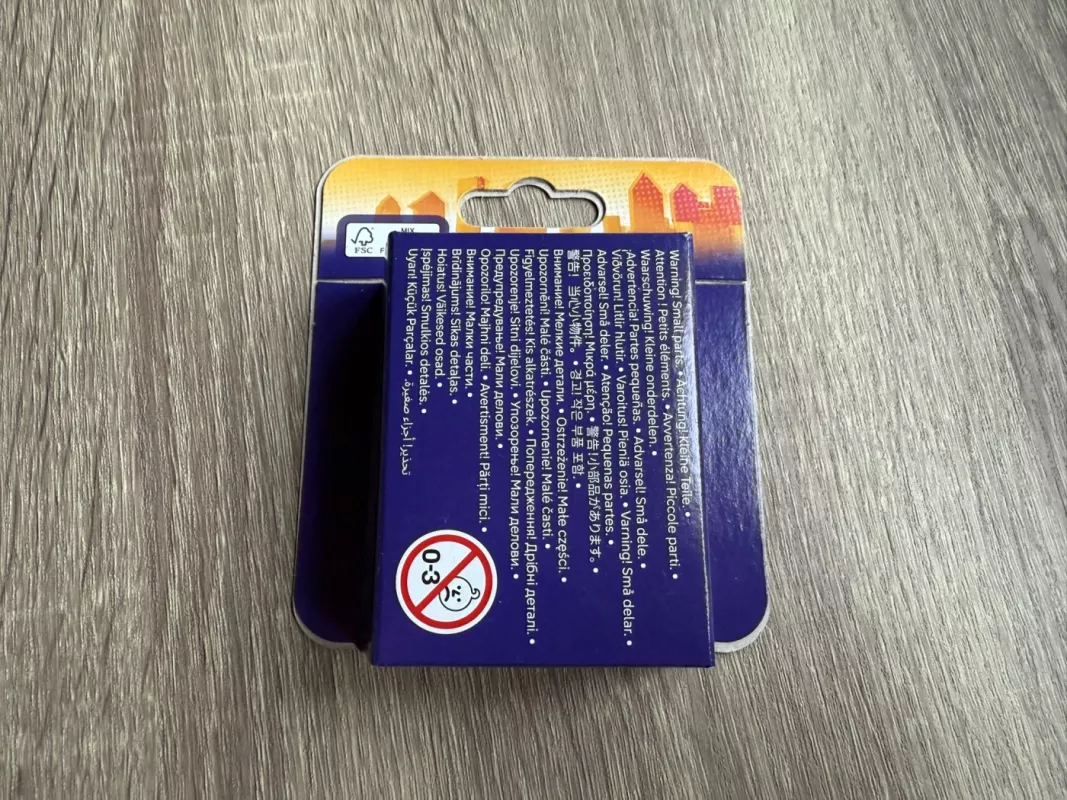 MIX
FSC
F
Warning! Small parts. • Achtung! Kleine Teile. •
Attention ! Petits éléments. • Avvertenza! Piccole parti. •
Waarschuwing! Kleine onderdelen. •
¡Advertencia! Partes pequeñas. • Advarsel! Små dele. •
Viðvörun! Litlir hlutir. • Varoitus! Pieniä osia. • Varning! Små delar. •
Advarsel! Små deler. • Atenção! Pequenas partes. •
Προειδοποίηση! Μικρά μέρη. • 警告!小部品があります。•
警告! 当心小物件。 • 경고! 작은 부품 포함. •
Внимание! Мелкие детали. • Ostrzeżenie! Małe części. •
Upozornění! Malé části. • Upozornenie! Malé časti. •
Figyelmeztetés! Kis alkatrészek. • Попередження! Дрібні деталі. •
Upozorenje! Sitni dijelovi. • Упозорење! Мали делови. •
Предупредување! Мали делови. •
Opozorilo! Majhni deli. • Avertisment! Părți mici. •
Внимание! Малки части. •
Brīdinājums! Sīkas detaļas. •
Hoiatus! Väikesed osad. •
Įspėjimas! Smulkios detalės. •
Uyarı! Küçük Parçalar. • تحذير! أجزاء صغيرة.
0-3